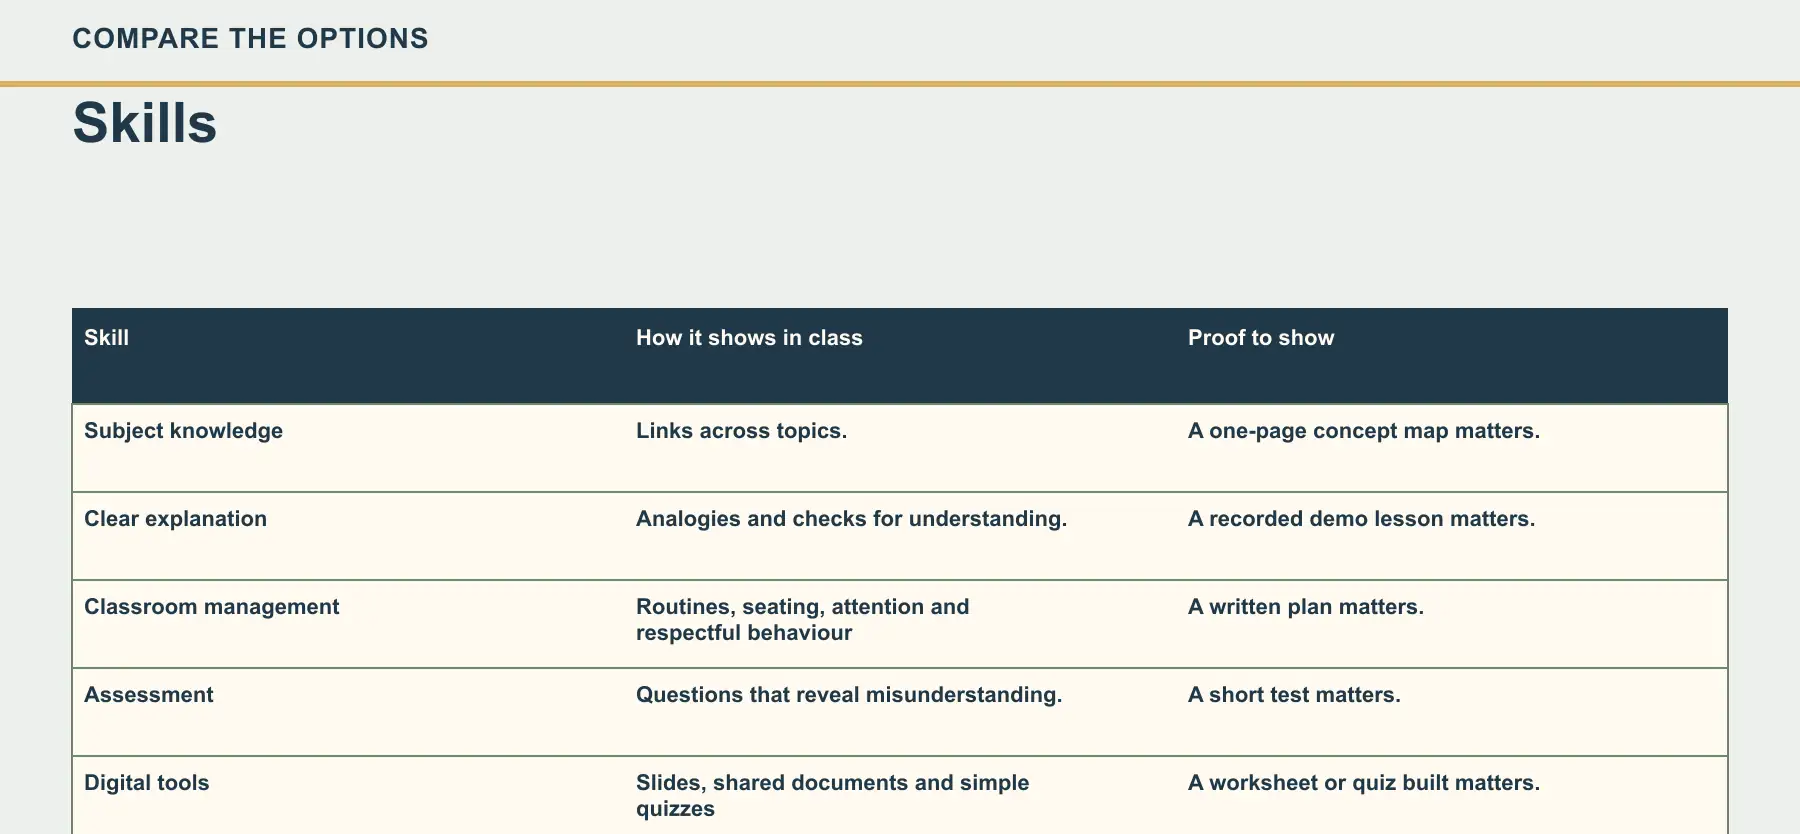 COMPARE THE OPTIONS
Skills
Skill
How it shows in class
Proof to show
Subject knowledge
Links across topics.
A one-page concept map matters.
Clear explanation
Analogies and checks for understanding.
A recorded demo lesson matters.
Classroom management
Routines, seating, attention and
respectful behaviour
A written plan matters.
Assessment
Questions that reveal misunderstanding.
A short test matters.
Digital tools
Slides, shared documents and simple
quizzes
A worksheet or quiz built matters.